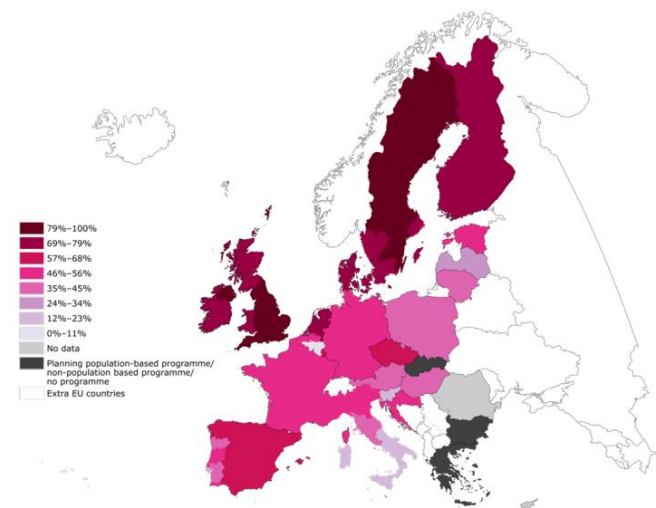 79%–100%
69%–79%
57%–68%
46%–56%
35%–45%
24%–34%
12%–23%
0%–11%
No data
Planning population-based programme/
non-population based programme/
no programme
Extra EU countries